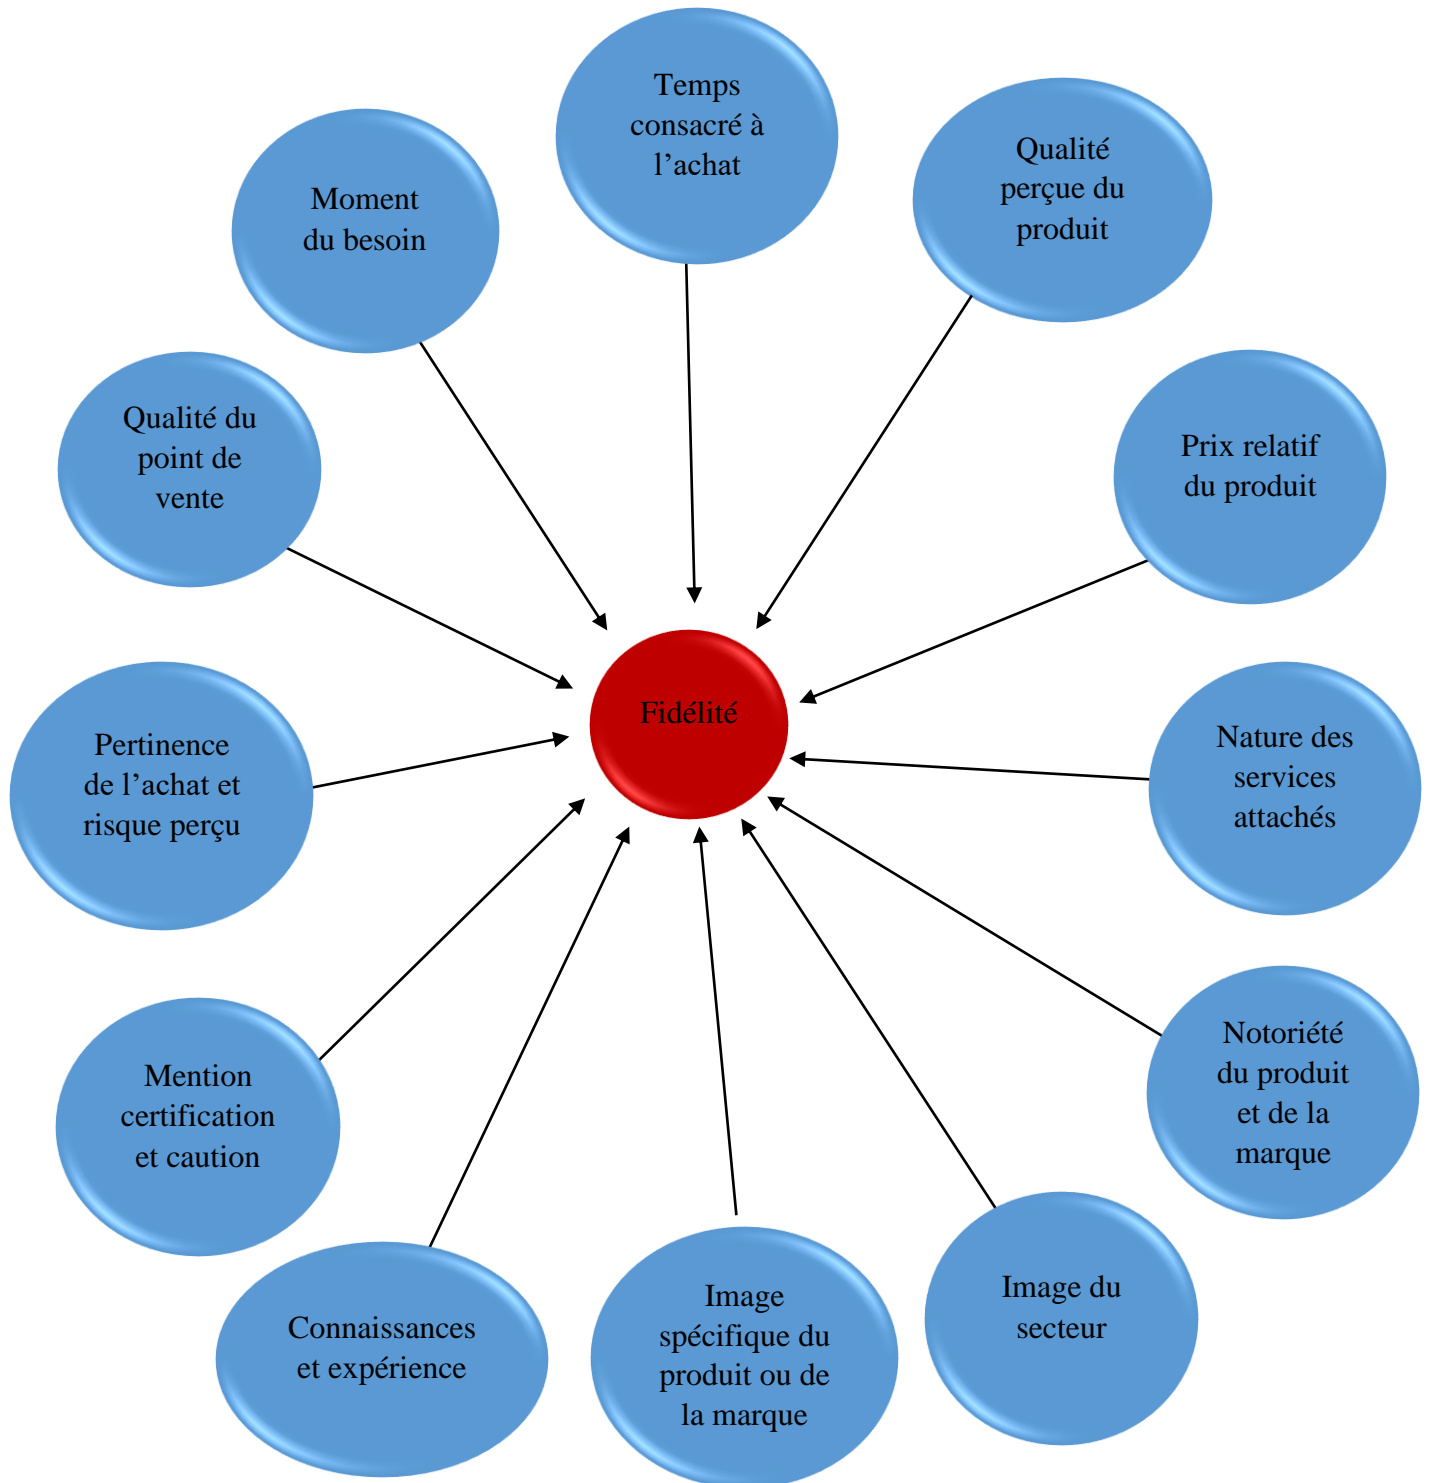 Temps
consacré à
l’achat
Qualité
perçue du
produit
Moment
du besoin
Qualité du
point de
vente
Prix relatif
du produit
Fidélité
Pertinence
de l’achat et
risque perçu
Nature des
services
attachés
Mention
certification
et caution
Notoriété
du produit
et de la
marque
Connaissances
et expérience
Image
spécifique du
produit ou de
la marque
Image du
secteur